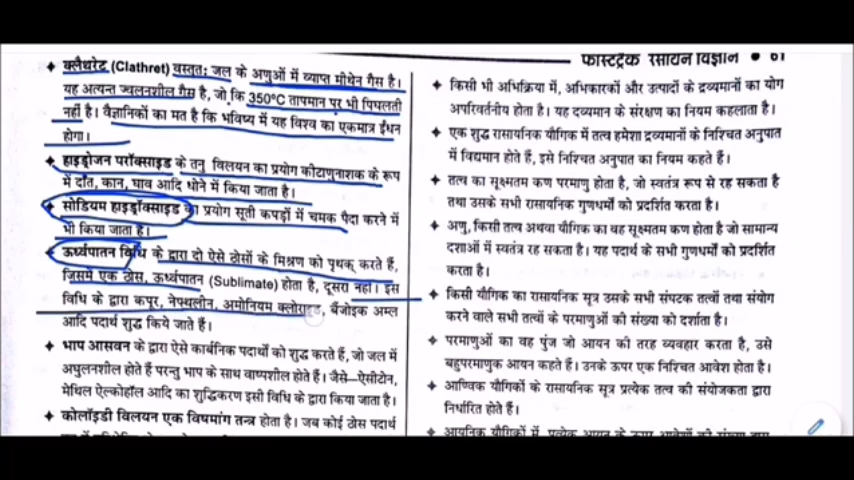 फास्टट्रैक रसायन विज्ञान ● 61
✦ क्लैथरेट (Clathret) वस्तुत: जल के अणुओं में व्याप्त मीथेन गैस है।
यह अत्यन्त ज्वलनशील गैस है, जो कि 350°C तापमान पर भी पिघलती
नहीं है। वैज्ञानिकों का मत है कि भविष्य में यह विश्व का एकमात्र ईंधन
होगा।
✦ हाइड्रोजन परॉक्साइड के तनु विलयन का प्रयोग कीटाणुनाशक के रूप
में दाँत, कान, घाव आदि धोने में किया जाता है।
✦ सोडियम हाइड्रॉक्साइड का प्रयोग सूती कपड़ों में चमक पैदा करने में
भी किया जाता है।
✦ ऊर्ध्वपातन विधि के द्वारा दो ऐसे ठोसों के मिश्रण को पृथक् करते हैं,
जिसमें एक ठोस, ऊर्ध्वपातन (Sublimate) होता है, दूसरा नहीं। इस
विधि के द्वारा कपूर, नेफ्थलीन, अमोनियम क्लोराइड, बैंजोइक अम्ल
आदि पदार्थ शुद्ध किये जाते हैं।
✦ भाप आसवन के द्वारा ऐसे कार्बनिक पदार्थों को शुद्ध करते हैं, जो जल में
अघुलनशील होते हैं परन्तु भाप के साथ वाष्पशील होते हैं। जैसे—ऐसीटोन,
मेथिल ऐल्कोहॉल आदि का शुद्धिकरण इसी विधि के द्वारा किया जाता है।
✦ कोलॉइडी विलयन एक विषमांग तन्त्र होता है। जब कोई ठोस पदार्थ
✦ किसी भी अभिक्रिया में, अभिकारकों और उत्पादों के द्रव्यमानों का योग
अपरिवर्तनीय होता है। यह दव्यमान के संरक्षण का नियम कहलाता है।
✦ एक शुद्ध रासायनिक यौगिक में तत्व हमेशा द्रव्यमानों के निश्चित अनुपात
में विद्यमान होते हैं, इसे निश्चित अनुपात का नियम कहते हैं।
✦ तत्व का सूक्ष्मतम कण परमाणु होता है, जो स्वतंत्र रूप से रह सकता है
तथा उसके सभी रासायनिक गुणधर्मों को प्रदर्शित करता है।
✦ अणु, किसी तत्व अथवा यौगिक का वह सूक्ष्मतम कण होता है जो सामान्य
दशाओं में स्वतंत्र रह सकता है। यह पदार्थ के सभी गुणधर्मों को प्रदर्शित
करता है।
✦ किसी यौगिक का रासायनिक सूत्र उसके सभी संघटक तत्वों तथा संयोग
करने वाले सभी तत्वों के परमाणुओं की संख्या को दर्शाता है।
✦ परमाणुओं का वह पुंज जो आयन की तरह व्यवहार करता है, उसे
बहुपरमाणुक आयन कहते हैं। उनके ऊपर एक निश्चित आवेश होता है।
✦ आण्विक यौगिकों के रासायनिक सूत्र प्रत्येक तत्व की संयोजकता द्वारा
निर्धारित होते हैं।
✦ आयनिक यौगिकों में, प्रत्येक आयन के ऊपर आवेशों की संख्या द्वारा